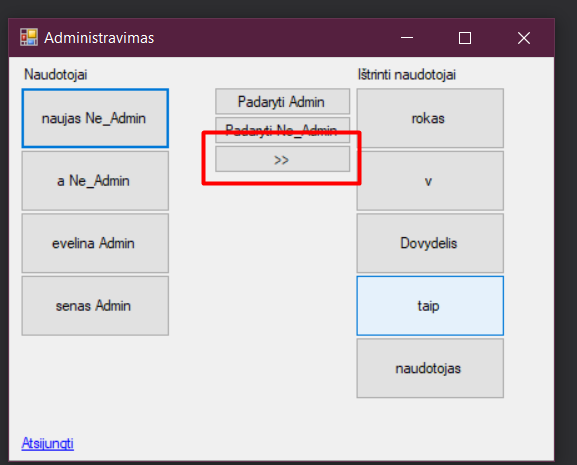 Administravimas
Naudotojai
naujas Ne_Admin
a Ne_Admin
evelina Admin
senas Admin
Padaryti Admin
Padaryti Ne_Admin
>>
Ištrinti naudotojai
rokas
v
Dovydelis
taip
naudotojas
Atsijungti